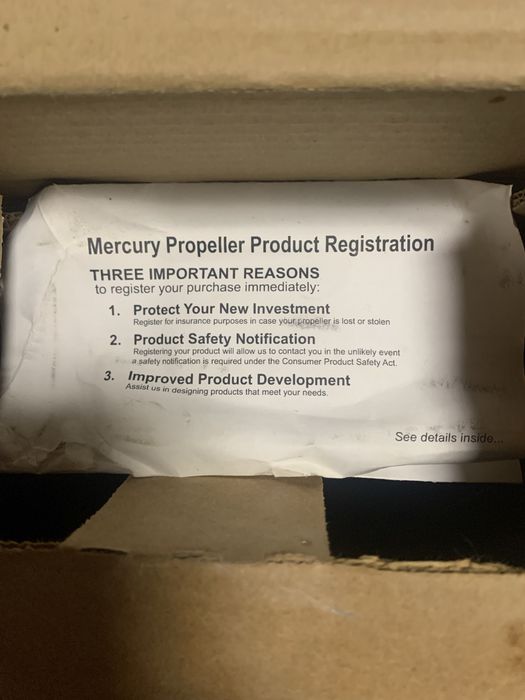 Mercury Propeller Product Registration
THREE IMPORTANT REASONS
to register your purchase immediately:
1. Protect Your New Investment
Register for insurance purposes in case your propeller is lost or stolen
2. Product Safety Notification
Registering your product will allow us to contact you in the unlikely event
a safety notification is required under the Consumer Product Safety Act.
3. Improved Product Development
Assist us in designing products that meet your needs.
See details inside...